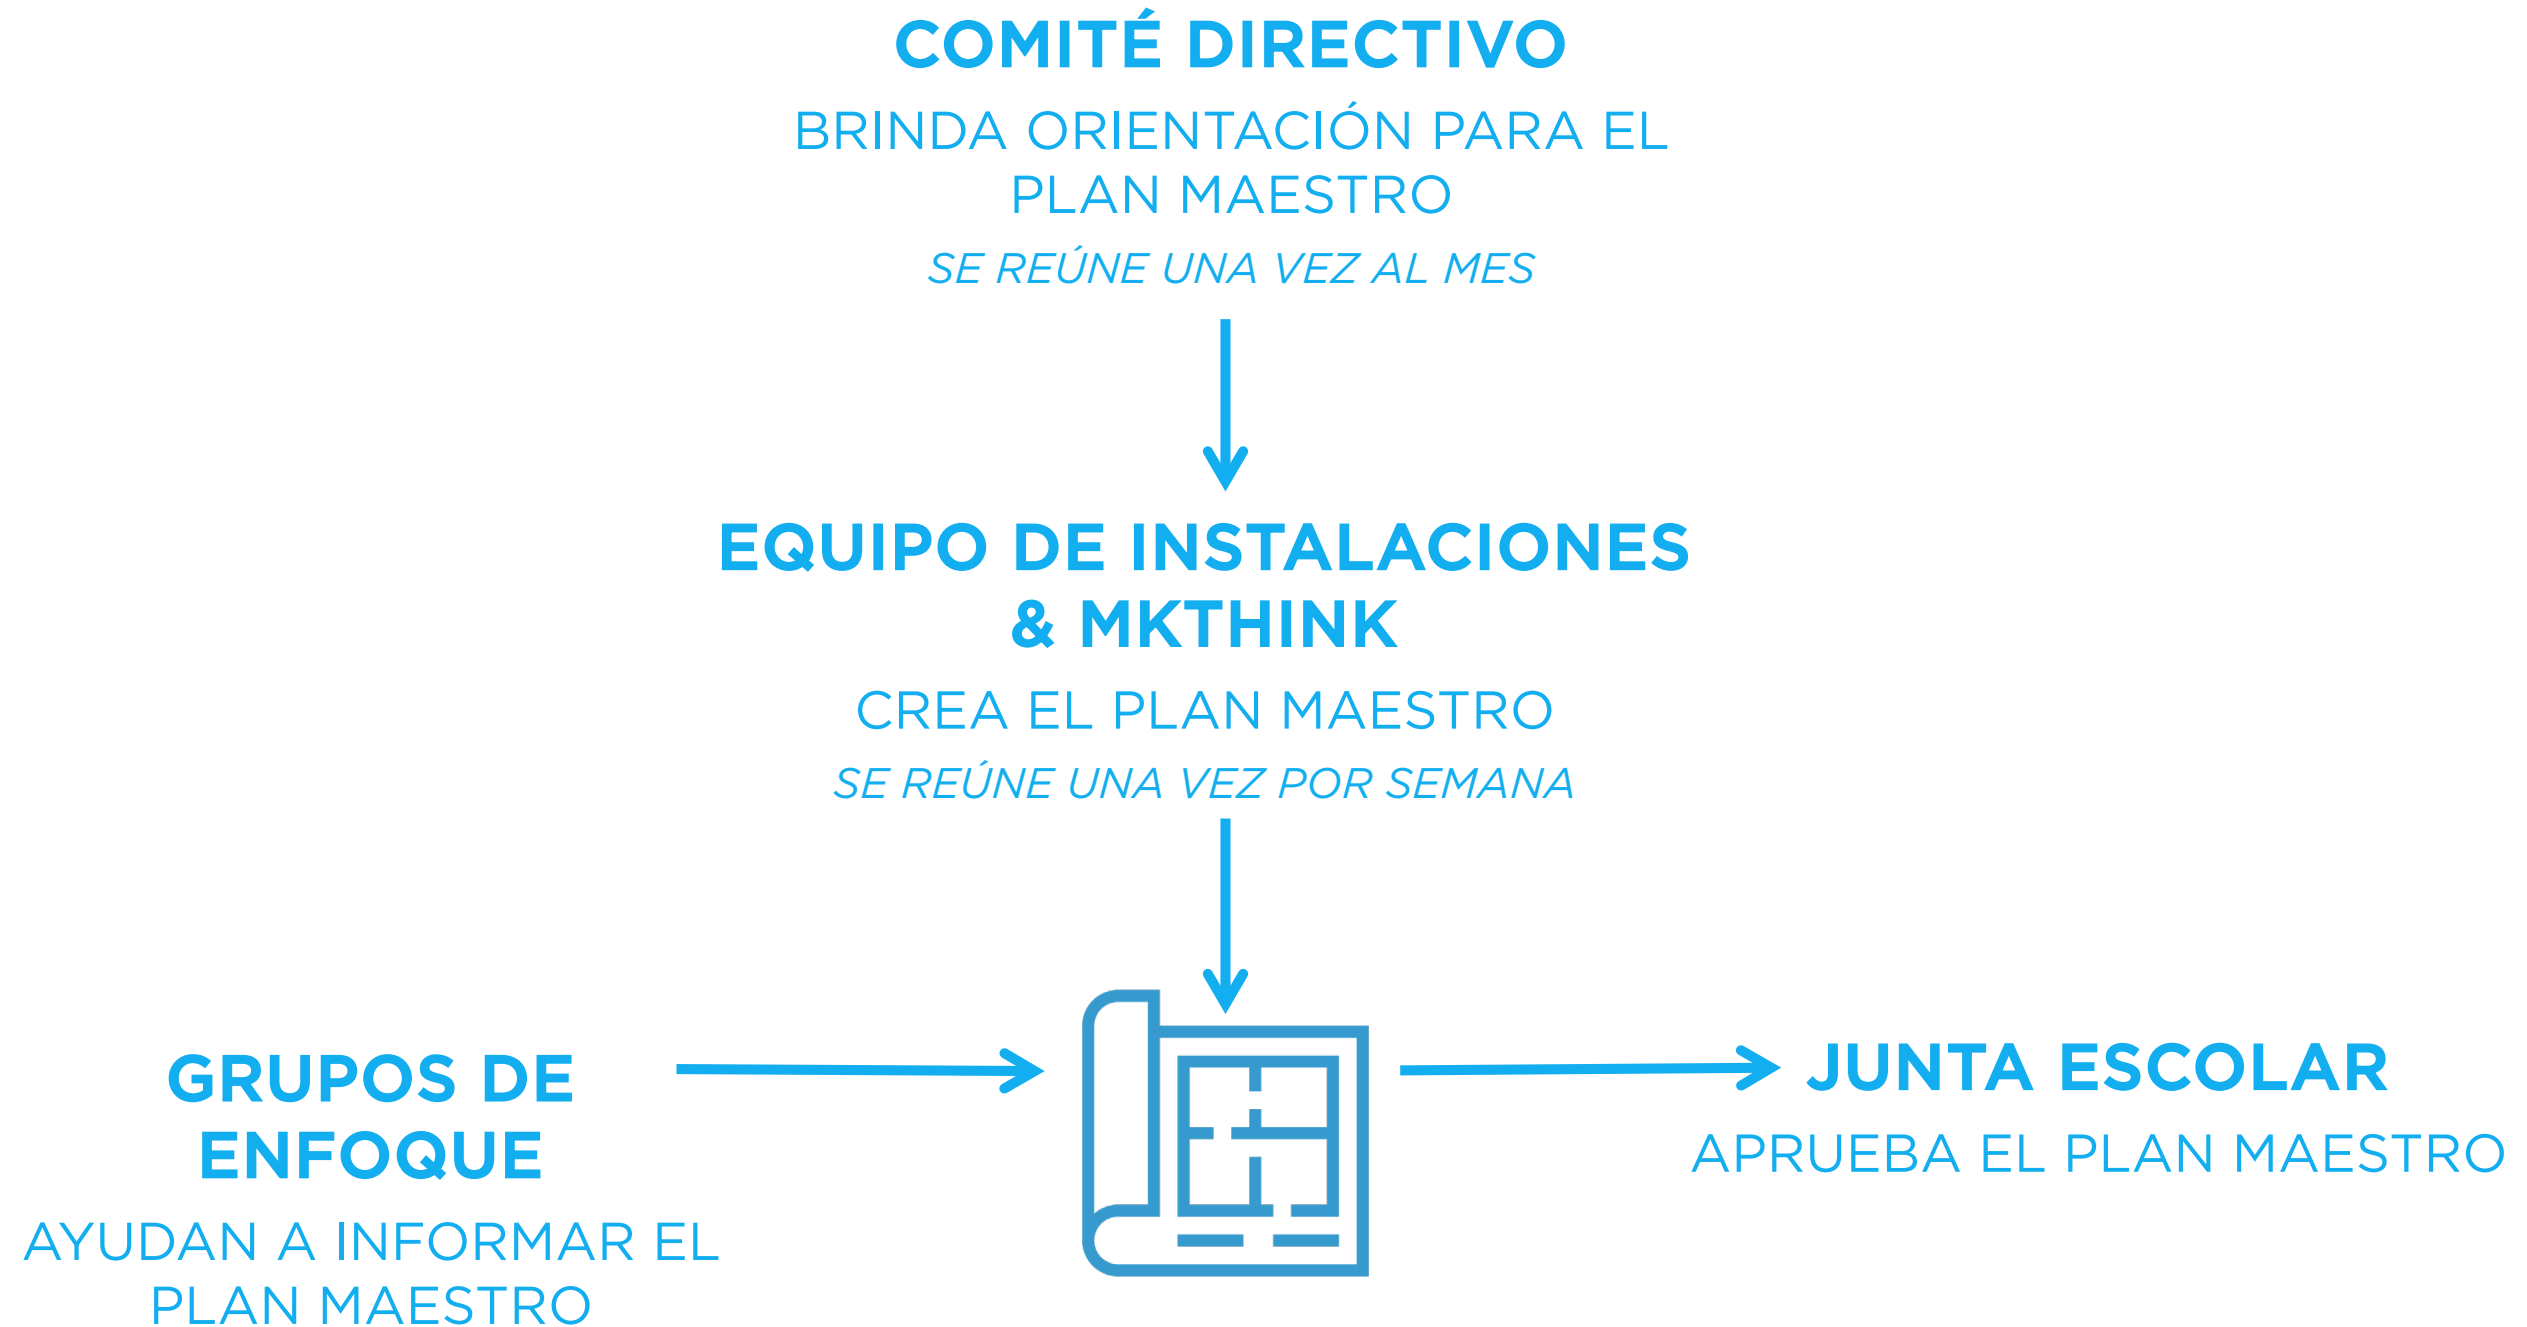 COMITÉ DIRECTIVO
BRINDA ORIENTACIÓN PARA EL
PLAN MAESTRO
SE REÚNE UNA VEZ AL MES
EQUIPO DE INSTALACIONES
& MKTHINK
CREA EL PLAN MAESTRO
SE REÚNE UNA VEZ POR SEMANA
GRUPOS DE
ENFOQUE
AYUDAN A INFORMAR EL
PLAN MAESTRO
JUNTA ESCOLAR
APRUEBA EL PLAN MAESTRO